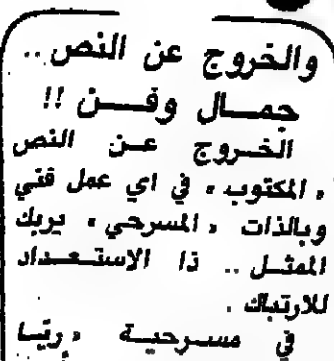 والخروج عن النص ..
جمال وفن !!
الخروج عن النص
« المكتوب » في اي عمل فني
وبالذات « المسرحي » يربك
الممثل .. ذا الاستعداد
للارتباك .
في مسرحية « ريا